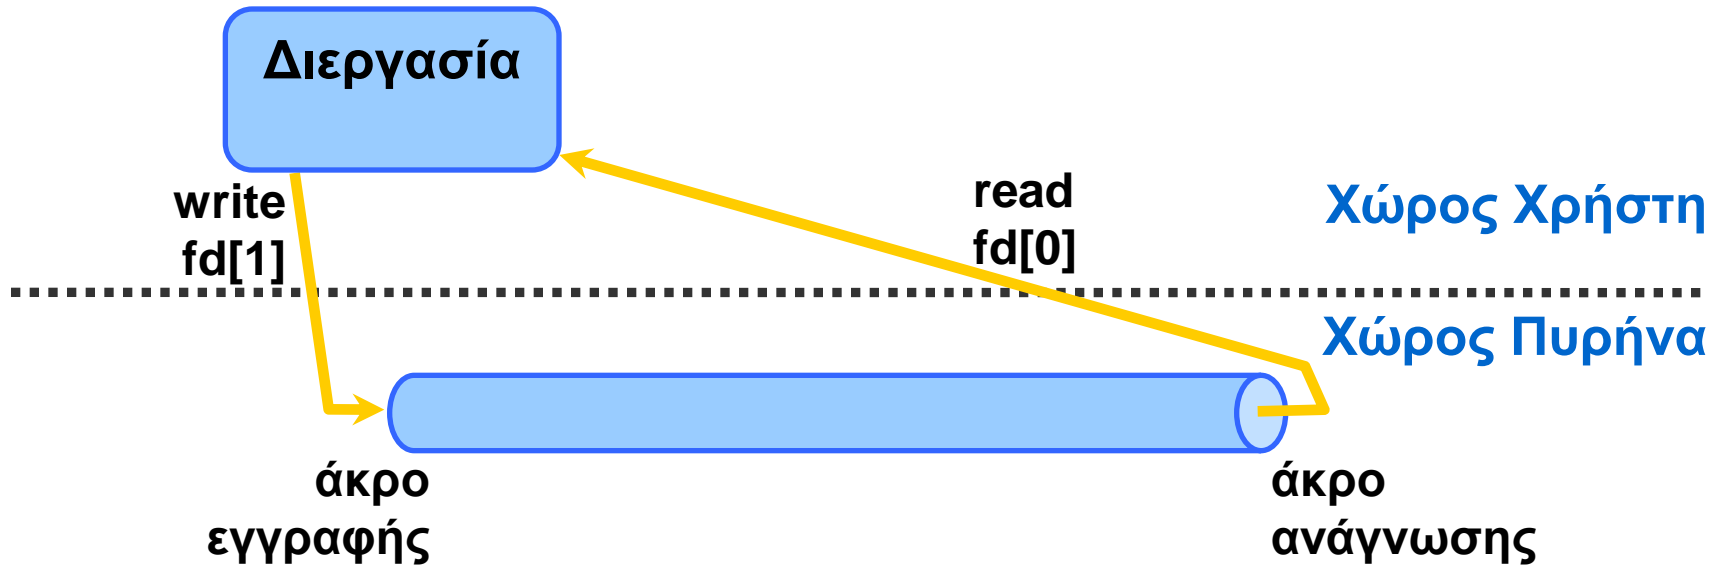 Διεργασία
write
fd[1]
read
fd[0]
Χώρος Χρήστη
Χώρος Πυρήνα
άκρο
εγγραφής
άκρο
ανάγνωσης